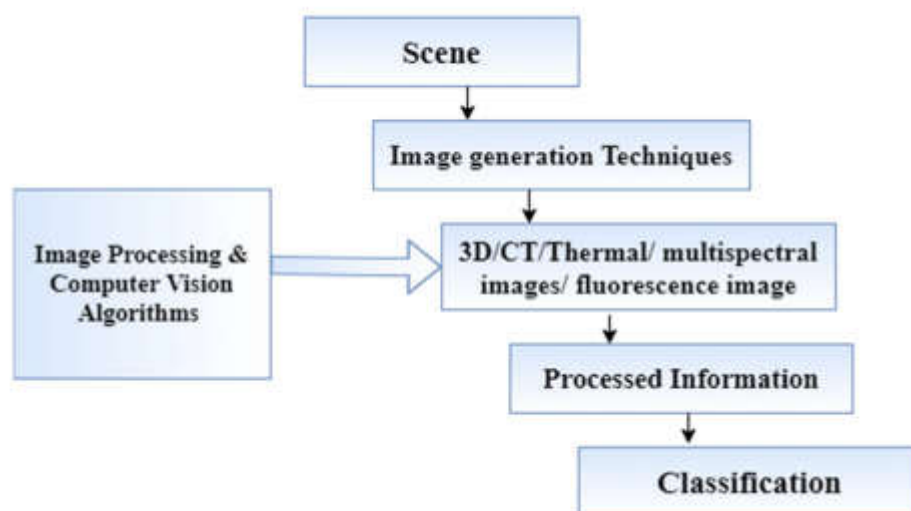 Scene
Image generation Techniques
Image Processing &
Computer Vision
Algorithms
3D/CT/Thermal/ multispectral
images/ fluorescence image
Processed Information
Classification